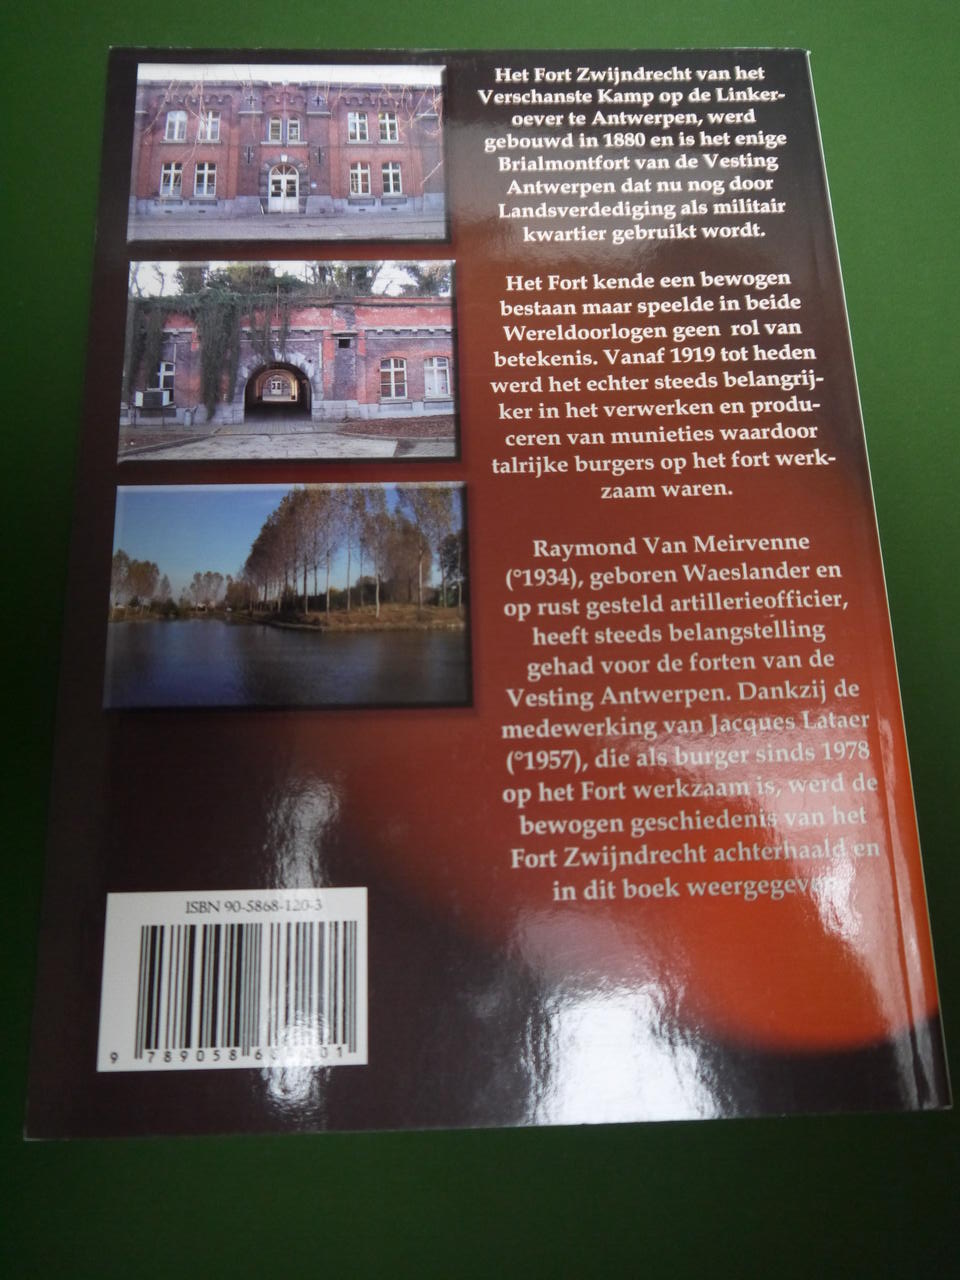 Het Fort Zwijndrecht van het
Verschanste Kamp op de Linker-
oever te Antwerpen, werd
gebouwd in 1880 en is het enige
Brialmontfort van de Vesting
Antwerpen dat nu nog door
Landsverdediging als militair
kwartier gebruikt wordt.
Het Fort kende een bewogen
bestaan maar speelde in beide
Wereldoorlogen geen rol van
betekenis. Vanaf 1919 tot heden
werd het echter steeds belangrij-
ker in het verwerken en produ-
ceren van munieties waardoor
talrijke burgers op het fort werk-
zaam waren.
Raymond Van Meirvenne
(°1934), geboren Waeslander en
op rust gesteld artillerieofficier,
heeft steeds belangstelling
gehad voor de forten van de
Vesting Antwerpen. Dankzij de
medewerking van Jacques Lataer
(°1957), die als burger sinds 1978
op het Fort werkzaam is, werd de
bewogen geschiedenis van het
Fort Zwijndrecht achterhaald en
in dit boek
ISBN 90-5868-120-3